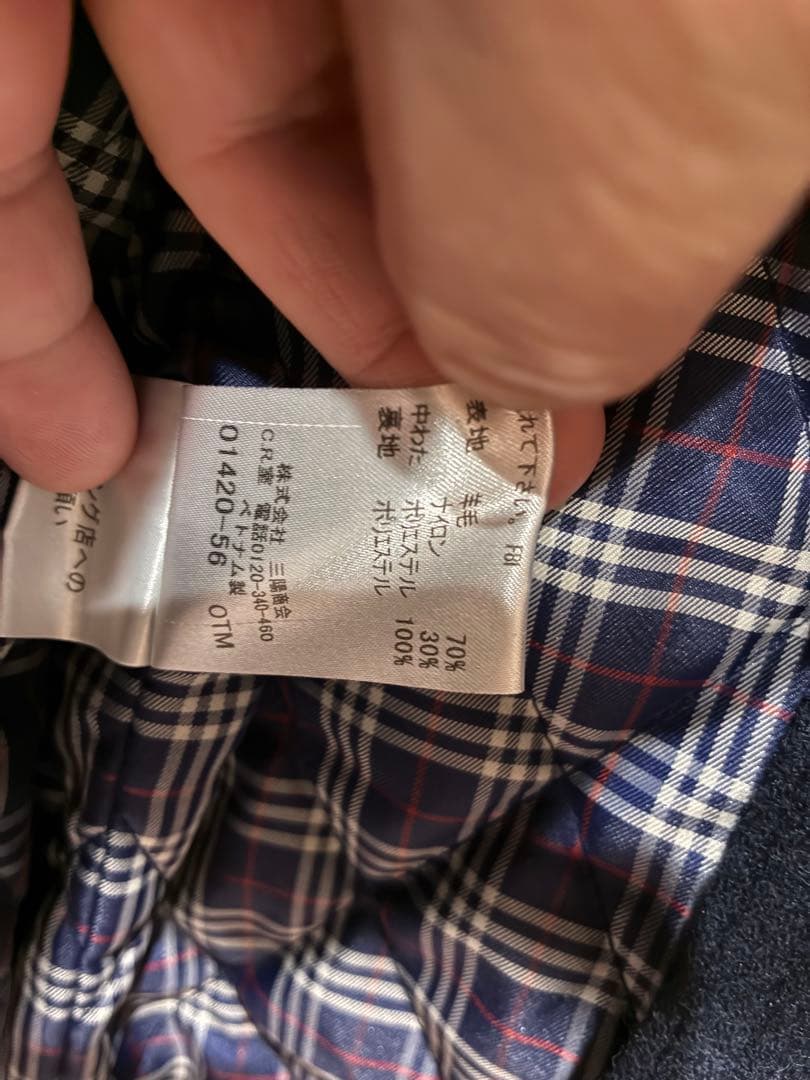 れて下さい。 FBI
表地 羊毛 70%
ナイロン 30%
中わた ポリエステル 100%
裏地 ポリエステル
株式会社 三陽商会
C.R室 電話0120-340-460
ベトナム製
01420-56 OTM
ング店への
願い